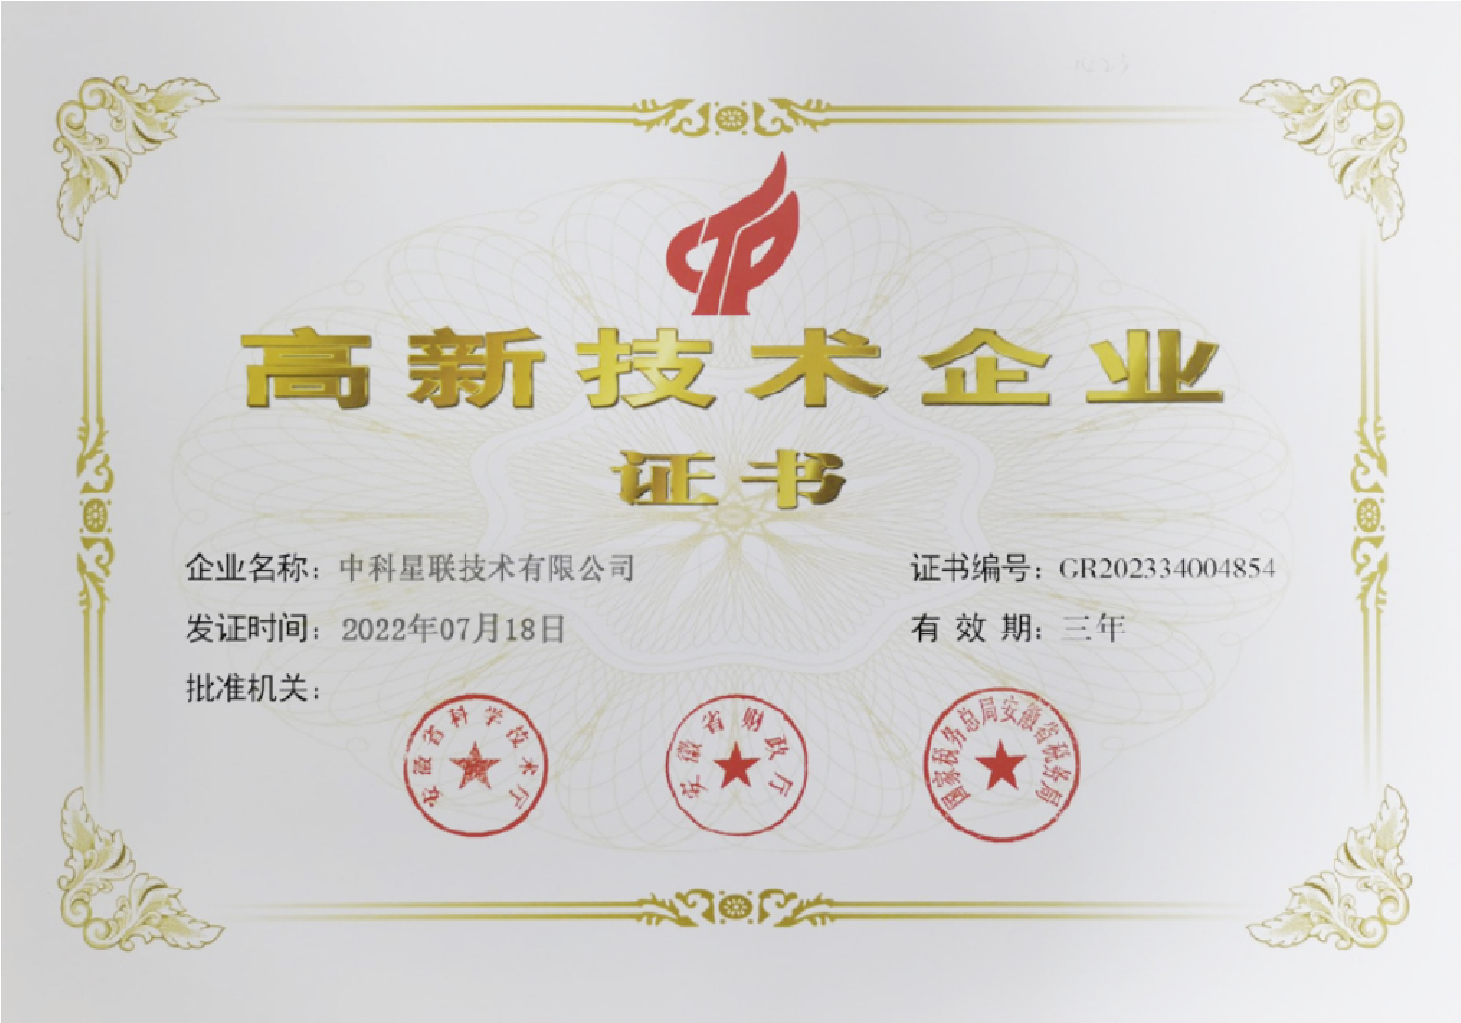 高新技术企业
证书
企业名称：中科星联技术有限公司
证书编号：GR202334004854
发证时间：2022年07月18日
有效期：三年
批准机关：
安徽省科学技术厅
安徽省财政厅
国家税务总局安徽省税务局